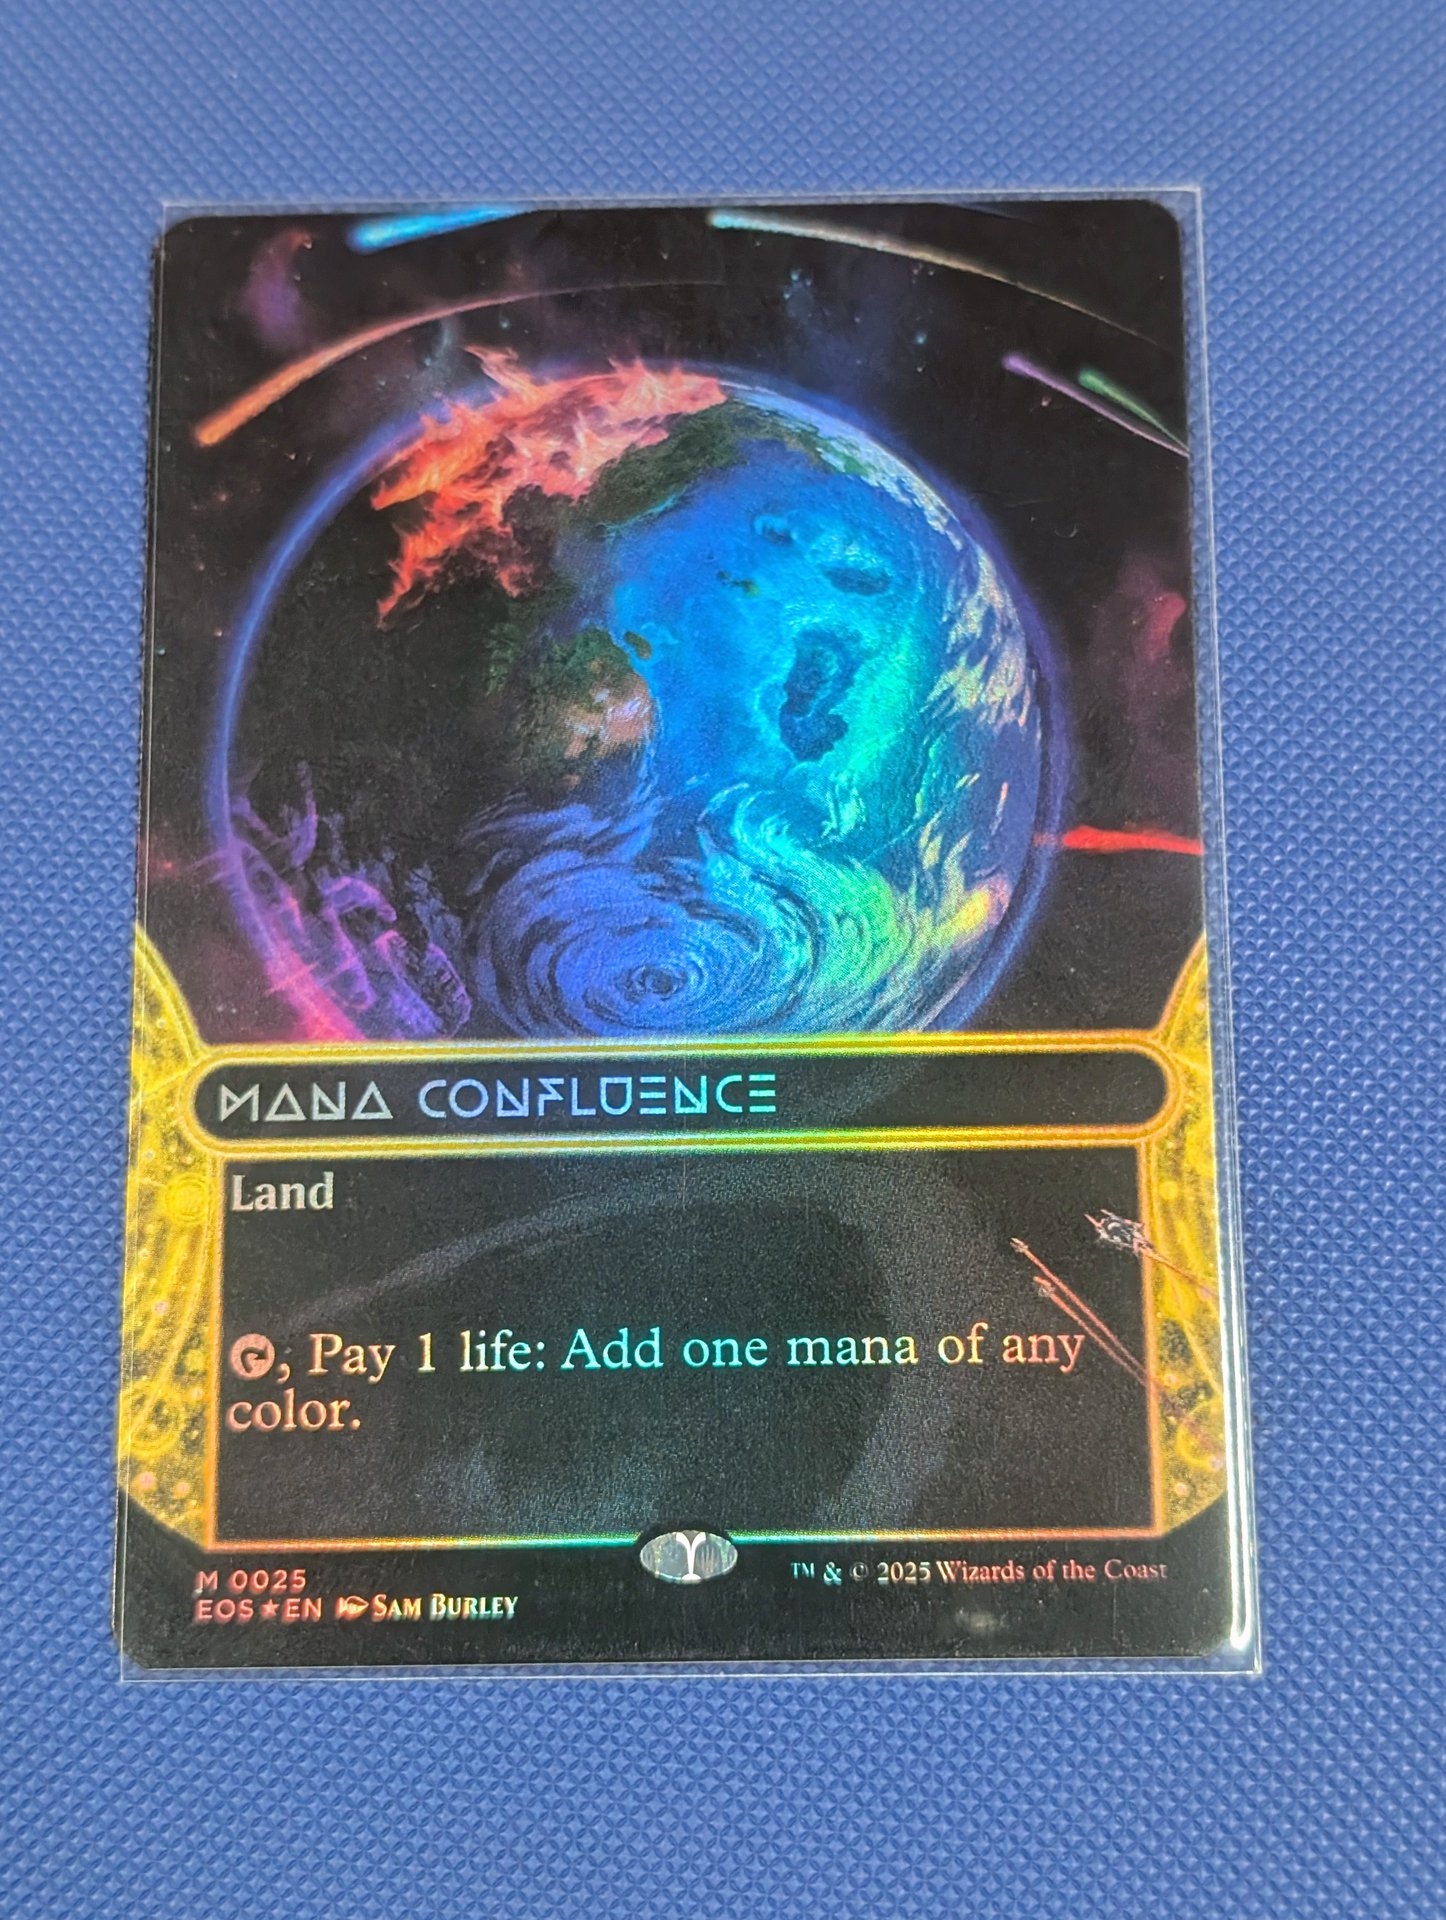 MANA CONFLUENCE
Land
, Pay 1 life: Add one mana of any
color.
M 0025
EOS★EN SAM BURLEY
™ & © 2025 Wizards of the Coast